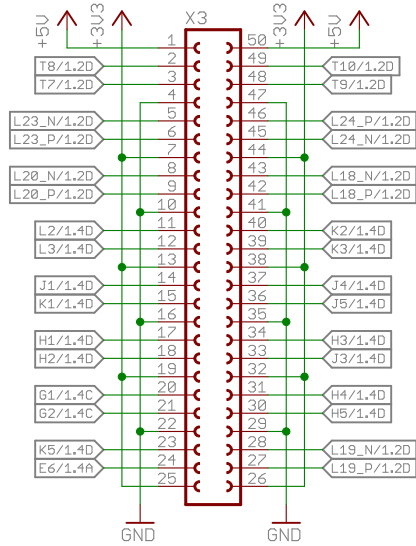 X3
+5V +3V3 +3V3 +5V
1 50
T8/1.2D 2 49 T10/1.2D
T7/1.2D 3 48 T9/1.2D
4 47
L23_N/1.2D 5 46 L24_P/1.2D
L23_P/1.2D 6 45 L24_N/1.2D
7 44
L20_N/1.2D 8 43 L18_N/1.2D
L20_P/1.2D 9 42 L18_P/1.2D
10 41
L2/1.4D 11 40 K2/1.4D
L3/1.4D 12 39 K3/1.4D
13 38
J1/1.4D 14 37 J4/1.4D
K1/1.4D 15 36 J5/1.4D
16 35
H1/1.4D 17 34 H3/1.4D
H2/1.4D 18 33 J3/1.4D
19 32
G1/1.4C 20 31 H4/1.4D
G2/1.4C 21 30 H5/1.4D
22 29
K5/1.4D 23 28 L19_N/1.2D
E6/1.4A 24 27 L19_P/1.2D
25 26
GND GND